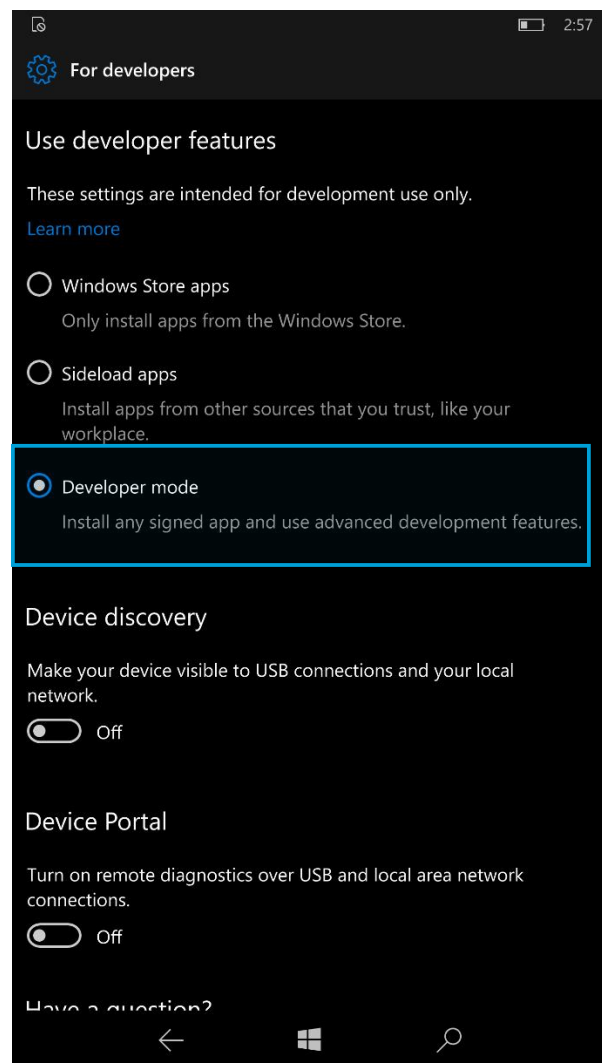 2:57
For developers
Use developer features
These settings are intended for development use only.
Learn more
Windows Store apps
Only install apps from the Windows Store.
Sideload apps
Install apps from other sources that you trust, like your
workplace.
Developer mode
Install any signed app and use advanced development features.
Device discovery
Make your device visible to USB connections and your local
network.
Off
Device Portal
Turn on remote diagnostics over USB and local area network
connections.
Off
Have a question?